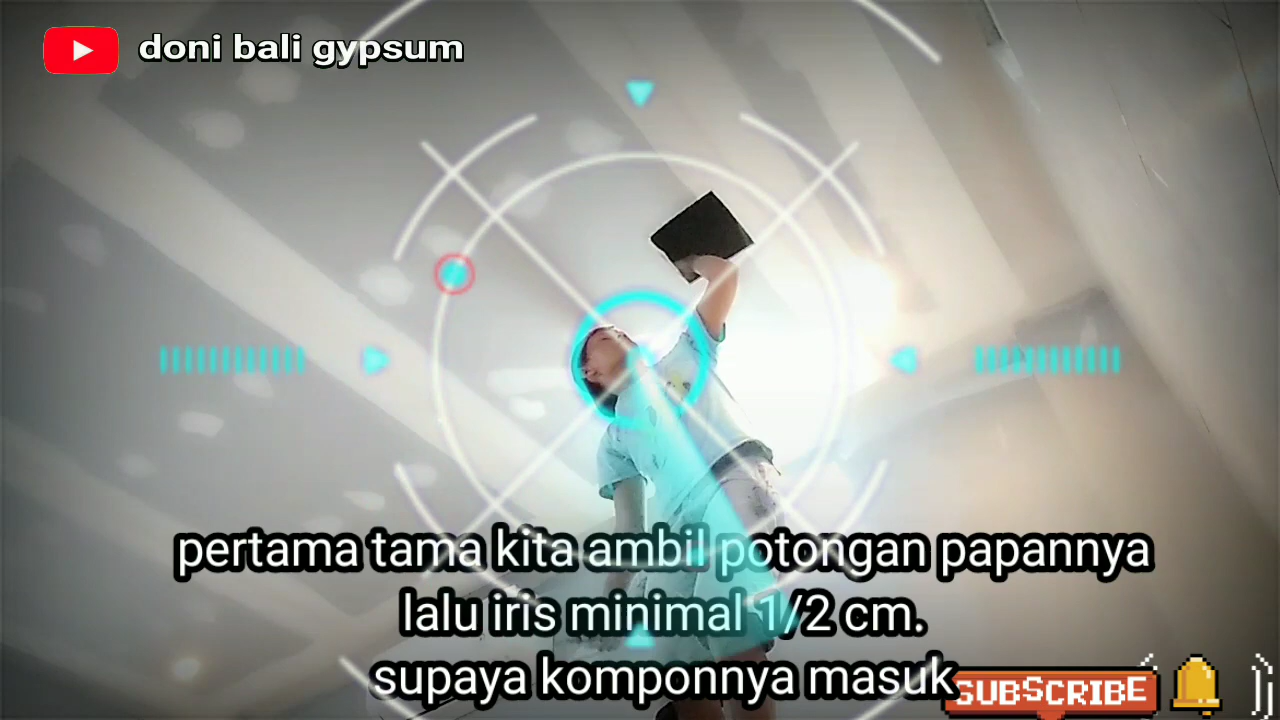 doni bali gypsum
pertama tama kita ambil potongan papannya
lalu iris minimal 1/2 cm.
supaya komponnya masuk
SUBSCRIBE